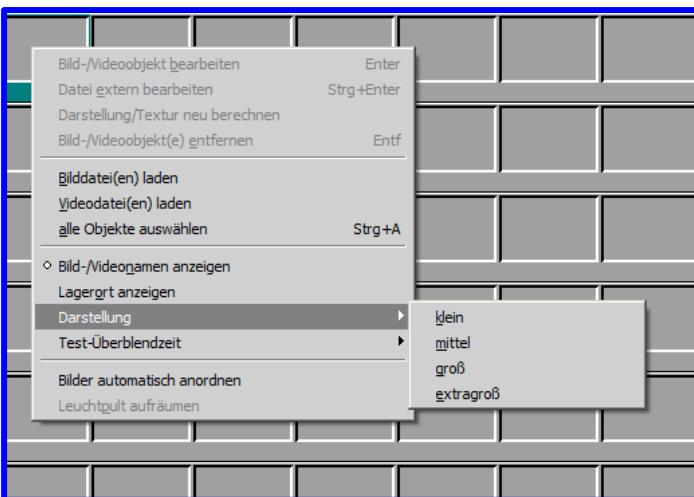 Bild-/Videoobjekt bearbeiten Enter
Datei extern bearbeiten Strg+Enter
Darstellung/Textur neu berechnen
Bild-/Videoobjekt(e) entfernen Entf
Bilddatei(en) laden
Videodatei(en) laden
alle Objekte auswählen Strg+A
Bild-/Videonamen anzeigen
Lagerort anzeigen
Darstellung
Test-Überblendzeit
Bilder automatisch anordnen
Leuchtpult aufräumen
klein
mittel
groß
extragroß